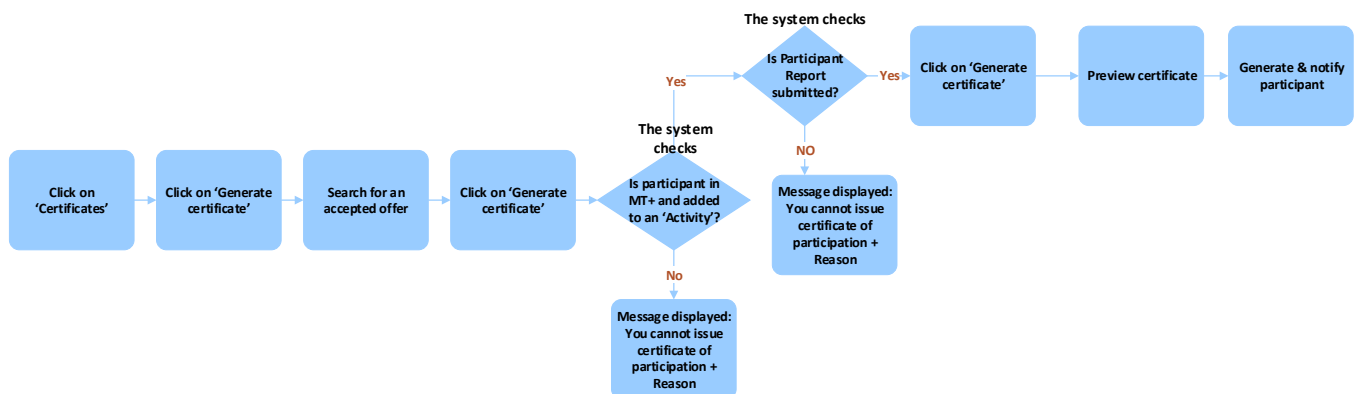 Click on
‘Certificates’
Click on ‘Generate
certificate’
Search for an
accepted offer
Click on ‘Generate
certificate’
The system
checks
Is participant in
MT+ and added
to an ‘Activity’?
No
Message displayed:
You cannot issue
certificate of
participation +
Reason
Yes
The system checks
Is Participant
Report
submitted?
NO
Message displayed:
You cannot issue
certificate of
participation +
Reason
Yes
Click on ‘Generate
certificate’
Preview certificate
Generate & notify
participant